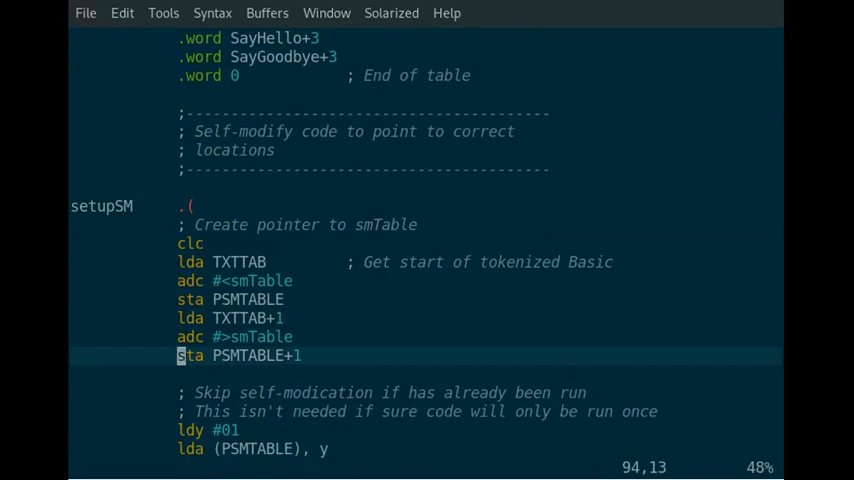 File Edit Tools Syntax Buffers Window Solarized Help
.word SayHello+3
.word SayGoodbye+3
.word 0 ; End of table
;-----------------------------------------
; Self-modify code to point to correct
; locations
;-----------------------------------------
setupSM .(
; Create pointer to smTable
clc
lda TXTTAB ; Get start of tokenized Basic
adc #<smTable
sta PSMTABLE
lda TXTTAB+1
adc #>smTable
sta PSMTABLE+1
; Skip self-modication if has already been run
; This isn't needed if sure code will only be run once
ldy #01
lda (PSMTABLE), y
94,13 48%